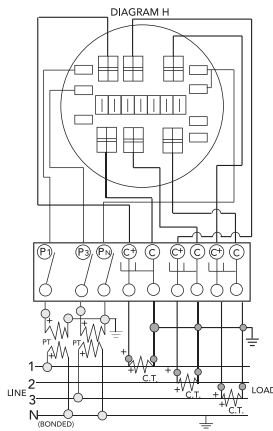 DIAGRAM H
P1 P3 PN C+ C C+ C C+ C
+ + +
PT PT
1
+ + C.T.
2
+ + C.T.
LINE 3 LOAD
+ + C.T.
N
(BONDED)